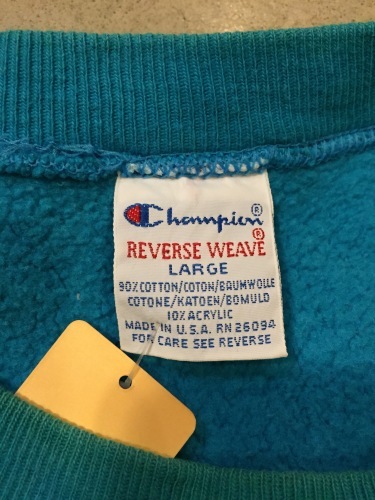 Champion®
REVERSE WEAVE®
LARGE
90%COTTON/COTON/BAUMWOLLE
COTONE/KATOEN/BOMULD
10% ACRYLIC
MADE IN U.S.A. RN 26094
FOR CARE SEE REVERSE